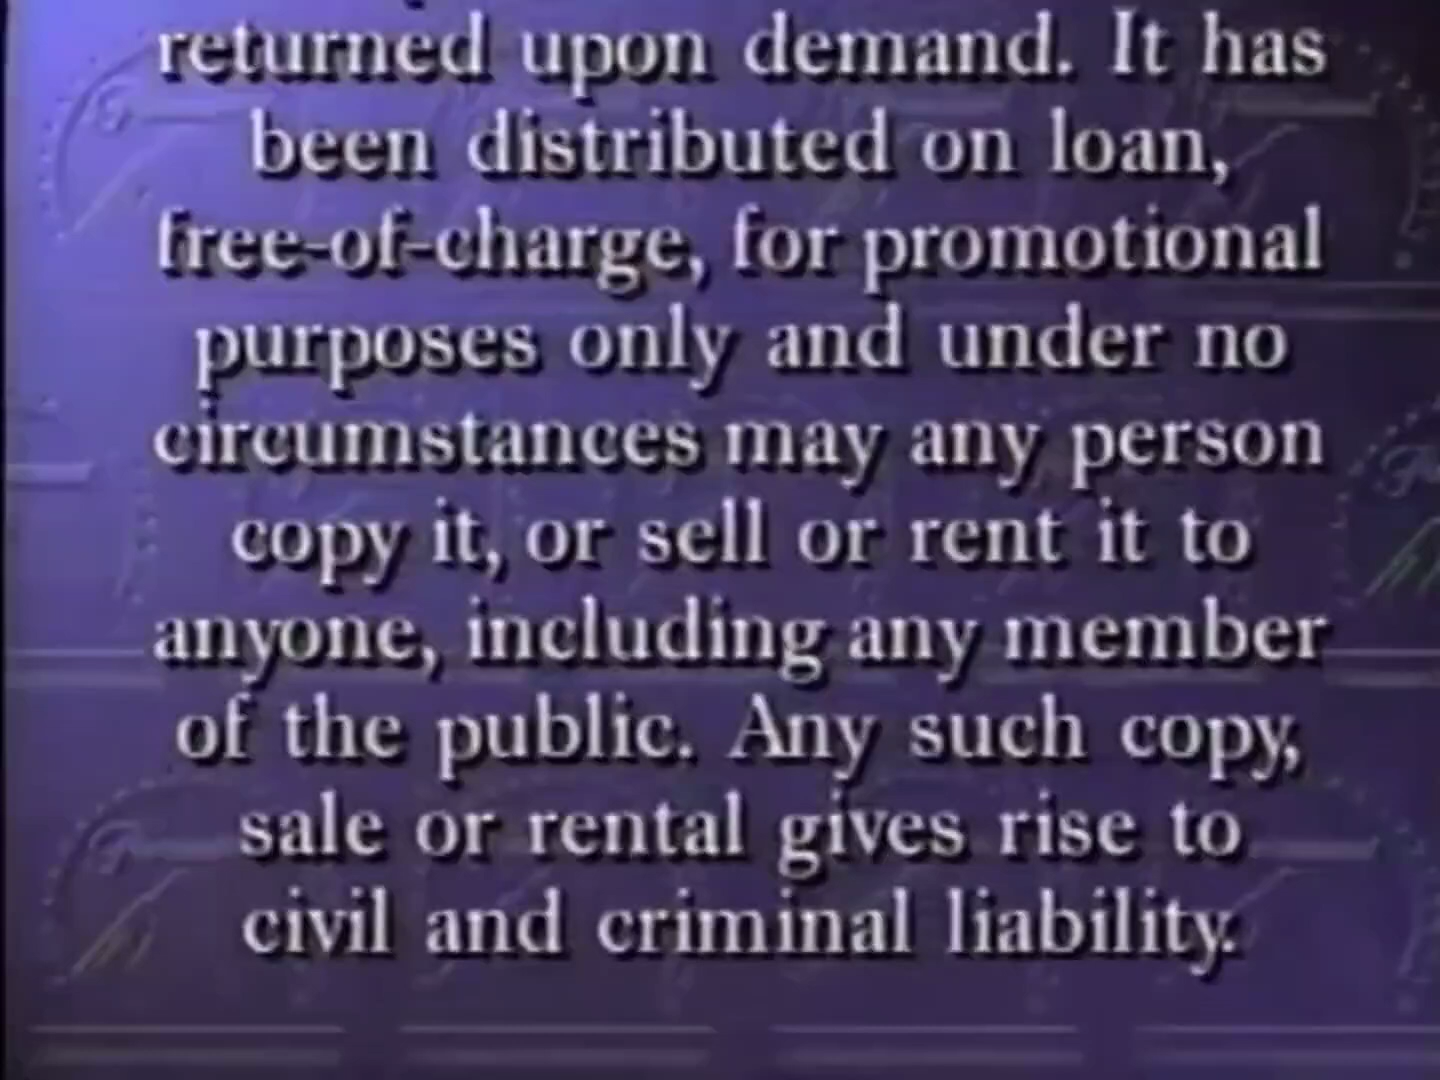 returned upon demand. It has
been distributed on loan,
free-of-charge, for promotional
purposes only and under no
circumstances may any person
copy it, or sell or rent it to
anyone, including any member
of the public. Any such copy,
sale or rental gives rise to
civil and criminal liability.